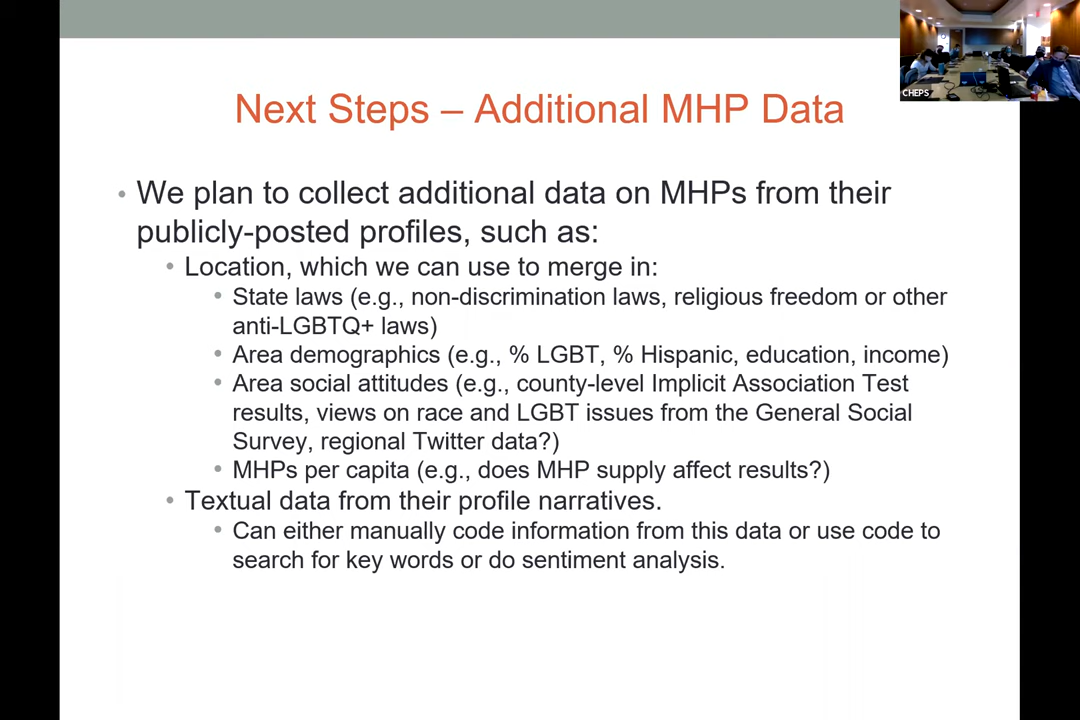 Next Steps – Additional MHP Data
CHEPS
• We plan to collect additional data on MHPs from their
publicly-posted profiles, such as:
• Location, which we can use to merge in:
• State laws (e.g., non-discrimination laws, religious freedom or other
anti-LGBTQ+ laws)
• Area demographics (e.g., % LGBT, % Hispanic, education, income)
• Area social attitudes (e.g., county-level Implicit Association Test
results, views on race and LGBT issues from the General Social
Survey, regional Twitter data?)
• MHPs per capita (e.g., does MHP supply affect results?)
• Textual data from their profile narratives.
• Can either manually code information from this data or use code to
search for key words or do sentiment analysis.